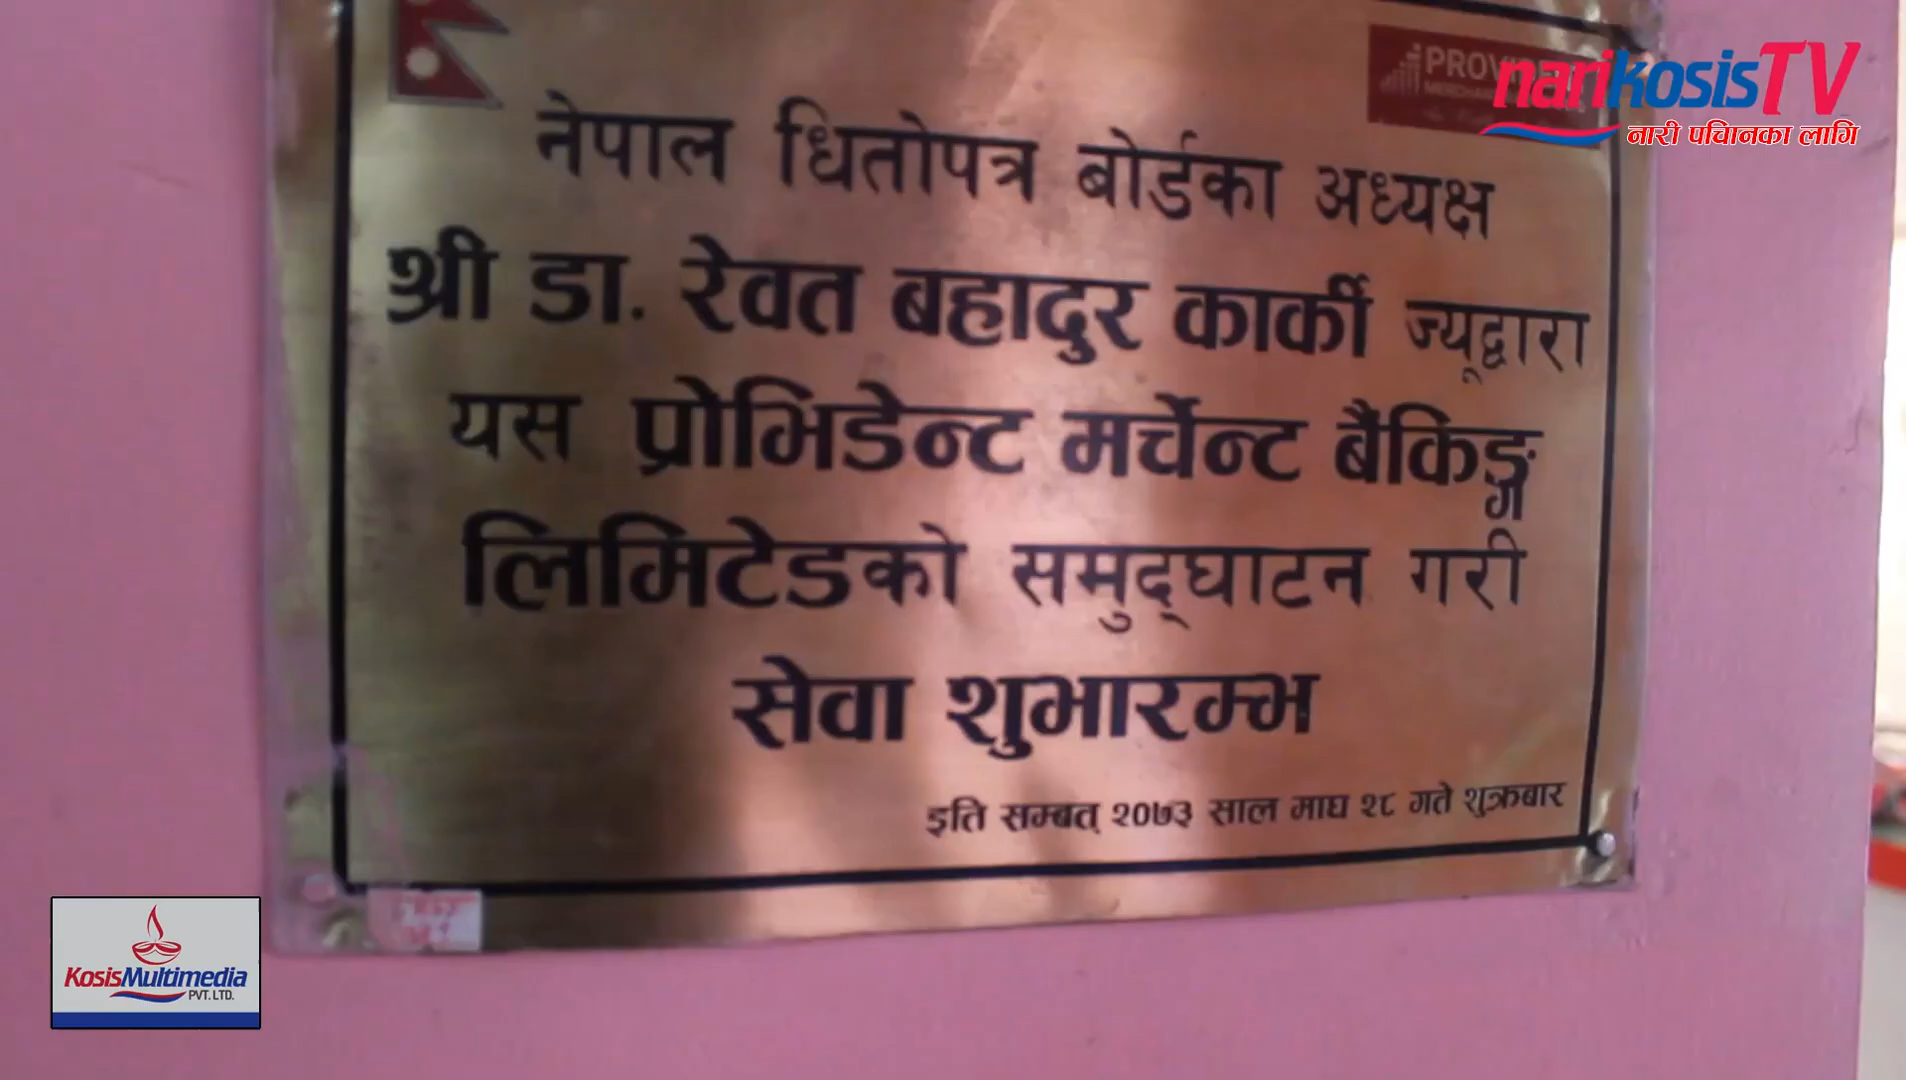 narikosisTV
नारी पचिानका लागि
नेपाल धितोपत्र बोर्डका अध्यक्ष
श्री डा. रेवत बहादुर कार्की ज्यूद्वारा
यस प्रोभिडेन्ट मर्चेन्ट बैंकिङ्ग
लिमिटेडको समुद्‌घाटन गरी
सेवा शुभारम्भ
इति सम्बत् २०७३ साल माघ २८ गते शुक्रबार
KosisMultimedia
PVT. LTD.